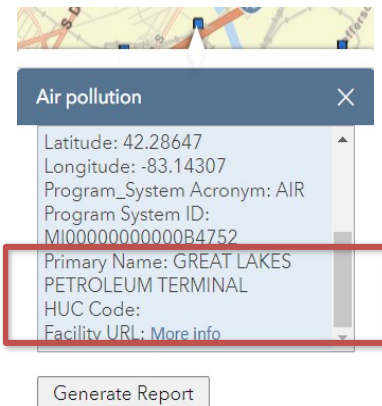 Air pollution
Latitude: 42.28647
Longitude: -83.14307
Program_System Acronym: AIR
Program System ID:
MI00000000000B4752
Primary Name: GREAT LAKES
PETROLEUM TERMINAL
HUC Code:
Facility URL: More info
Generate Report